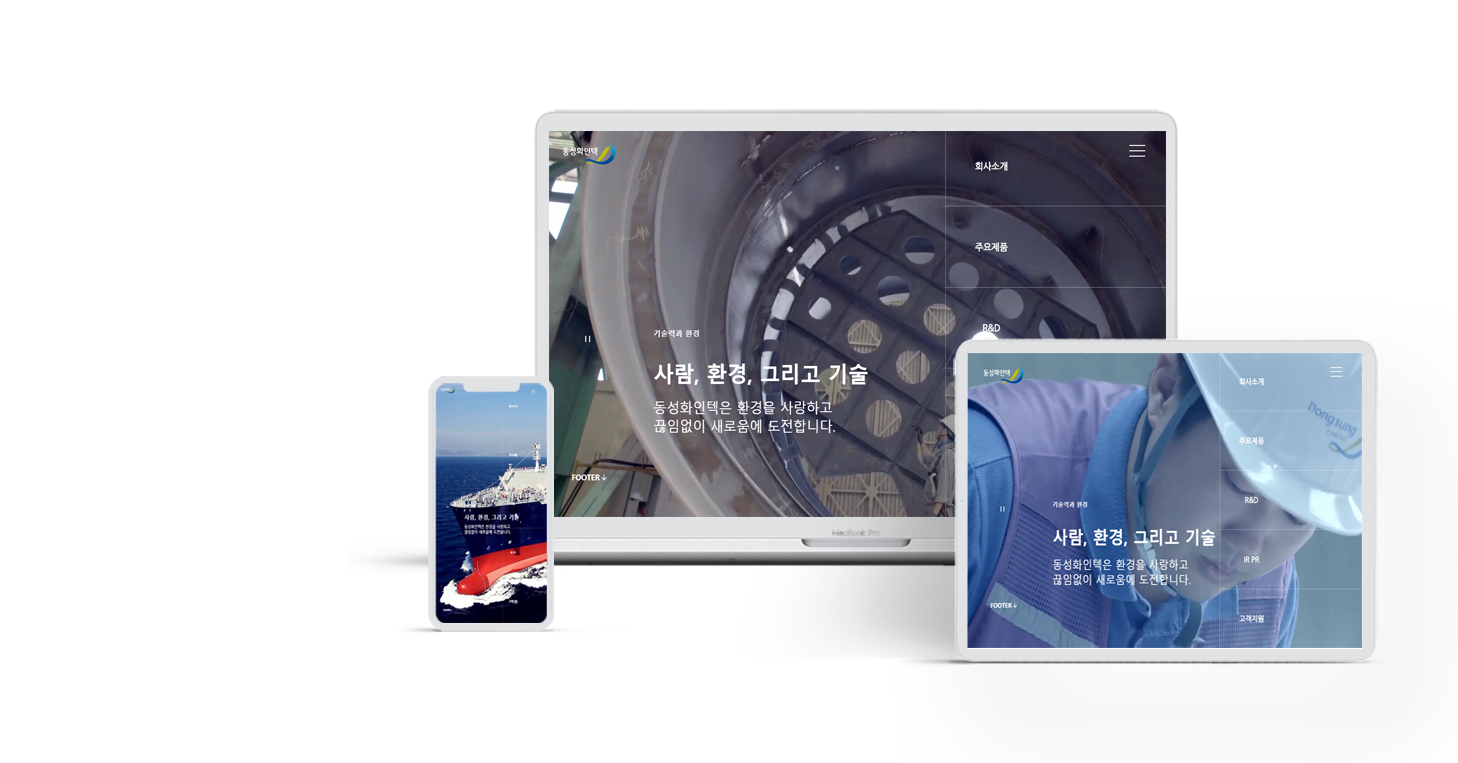 동성화인텍
회사소개
주요제품
R&D
기술력과 환경
사람, 환경, 그리고 기술
동성화인텍은 환경을 사랑하고
끊임없이 새로움에 도전합니다.
FOOTER↓
MacBook Pro
사람, 환경, 그리고 기술
동성화인텍은 환경을 사랑하고
끊임없이 새로움에 도전합니다.
동성화인텍
회사소개
Dongsung
주요제품
R&D
기술력과 환경
사람, 환경, 그리고 기술
IR PR
동성화인텍은 환경을 사랑하고
끊임없이 새로움에 도전합니다.
FOOTER↓
고객지원